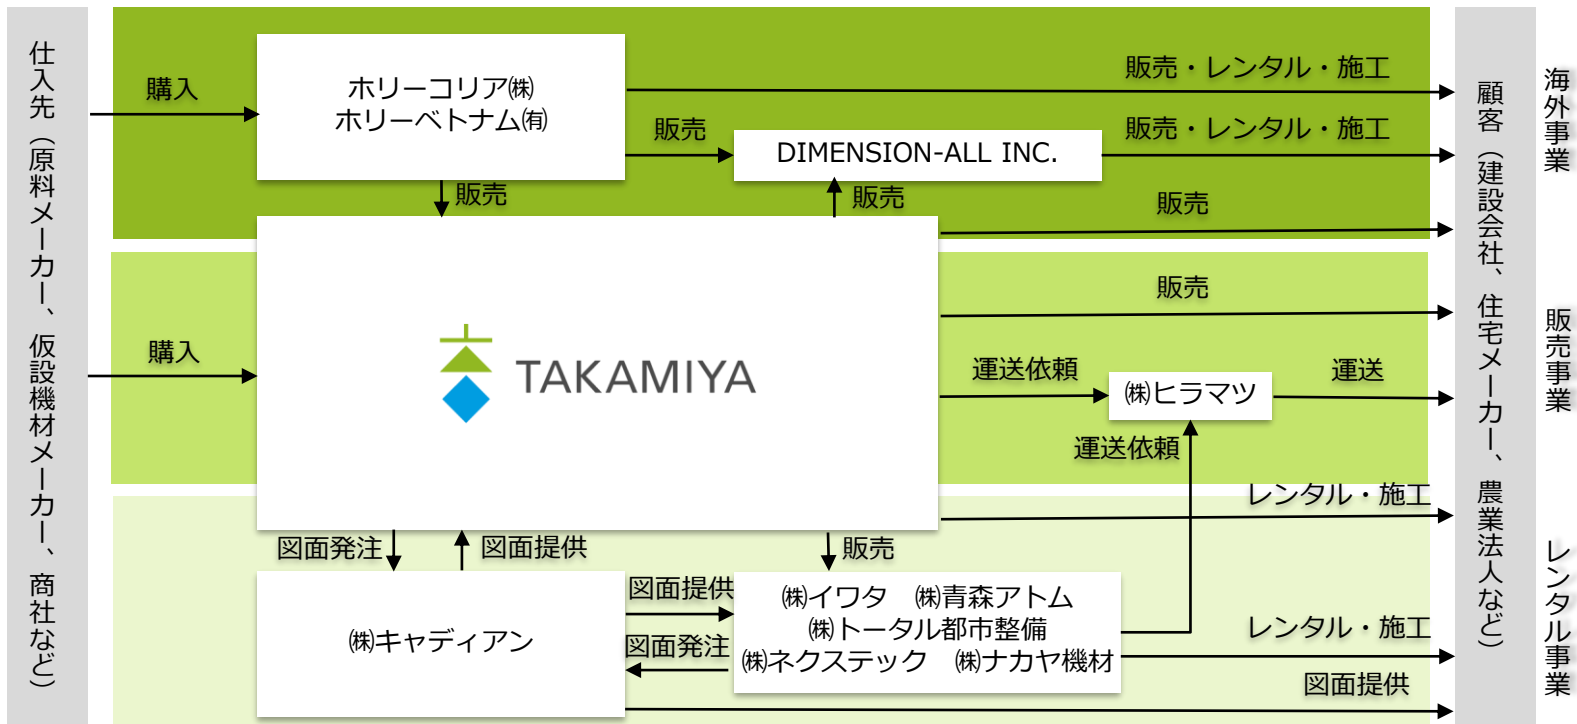 仕入先（原料メーカー、仮設機材メーカー、商社など）
購入
ホリーコリア㈱
ホリーベトナム㈲
販売・レンタル・施工
販売
DIMENSION-ALL INC.
販売・レンタル・施工
販売
販売
販売
海外事業
顧客（建設会社、住宅メーカー、農業法人など）
購入
TAKAMIYA
販売
運送依頼
㈱ヒラマツ
運送
運送依頼
販売事業
レンタル・施工
図面発注
図面提供
販売
㈱キャディアン
図面提供
図面発注
㈱イワタ　㈱青森アトム
㈱トータル都市整備
㈱ネクステック　㈱ナカヤ機材
レンタル・施工
図面提供
レンタル事業